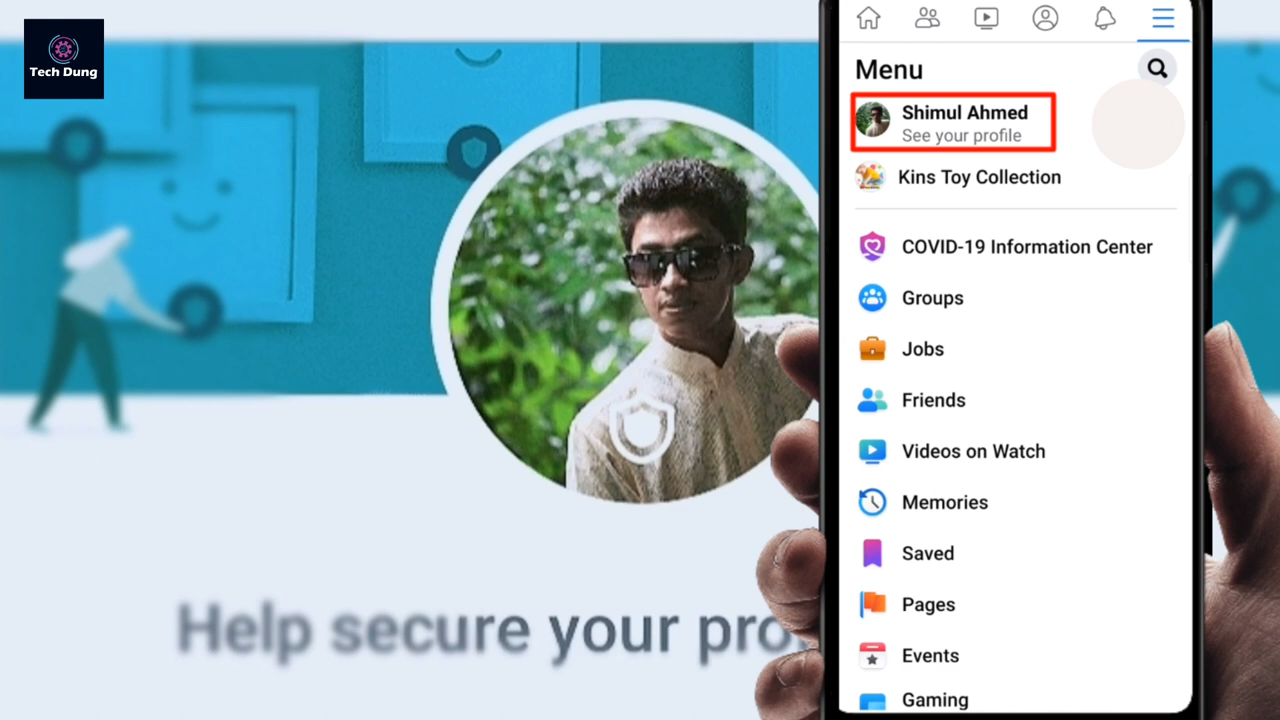 Tech Dung
Menu
Shimul Ahmed
See your profile
Kins Toy Collection
COVID-19 Information Center
Groups
Jobs
Friends
Videos on Watch
Memories
Saved
Pages
Events
Gaming
Help secure your pro